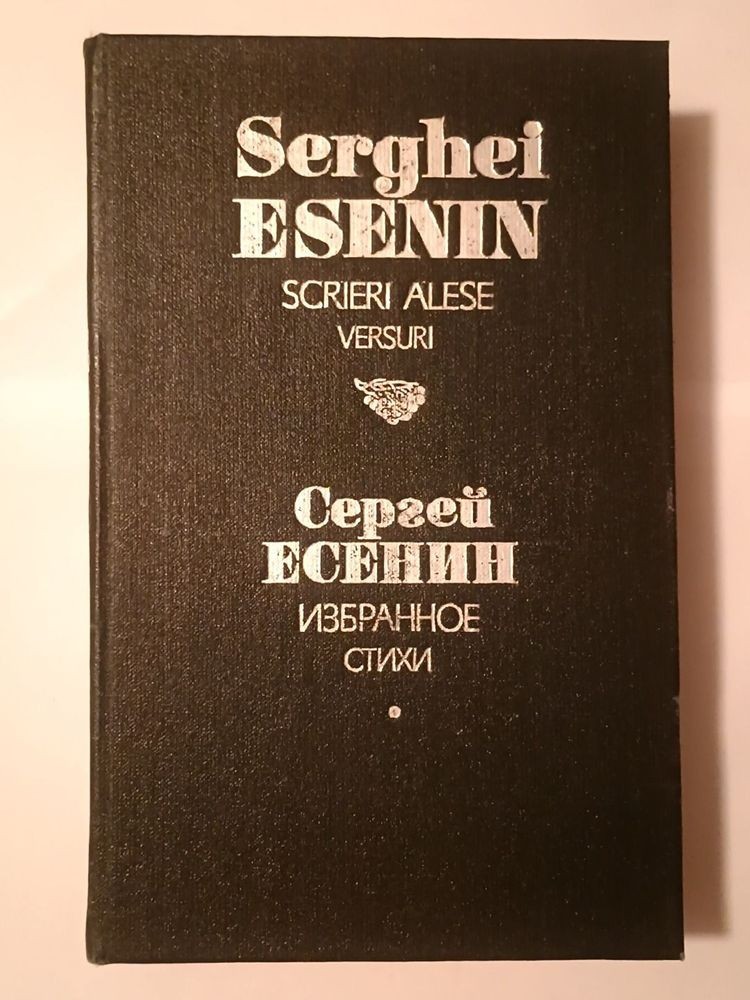 Serghei
ESENIN
SCRIERI ALESE
VERSURI
Сергей
ЕСЕНИН
ИЗБРАННОЕ
СТИХИ